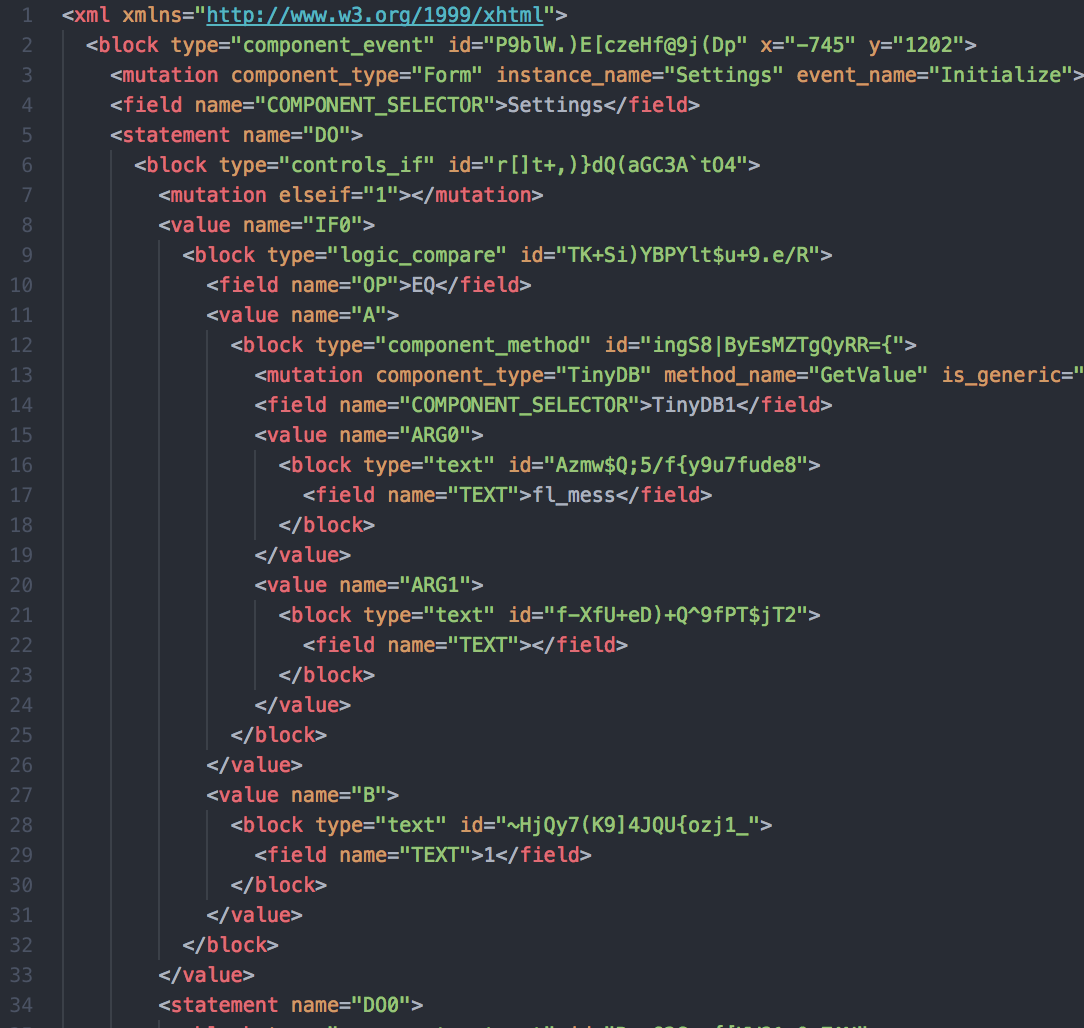 1 <xml xmlns="http://www.w3.org/1999/xhtml">
2 <block type="component_event" id="P9blW.)E[czeHf@9j(Dp" x="-745" y="1202">
3 <mutation component_type="Form" instance_name="Settings" event_name="Initialize">
4 <field name="COMPONENT_SELECTOR">Settings</field>
5 <statement name="DO">
6 <block type="controls_if" id="r[]t+,)}dQ(aGC3A`tO4">
7 <mutation elseif="1"></mutation>
8 <value name="IF0">
9 <block type="logic_compare" id="TK+Si)YBPYlt$u+9.e/R">
10 <field name="OP">EQ</field>
11 <value name="A">
12 <block type="component_method" id="ingS8|ByEsMZTgQyRR={">
13 <mutation component_type="TinyDB" method_name="GetValue" is_generic="
14 <field name="COMPONENT_SELECTOR">TinyDB1</field>
15 <value name="ARG0">
16 <block type="text" id="Azmw$Q;5/f{y9u7fude8">
17 <field name="TEXT">fl_mess</field>
18 </block>
19 </value>
20 <value name="ARG1">
21 <block type="text" id="f-XfU+eD)+Q^9fPT$jT2">
22 <field name="TEXT"></field>
23 </block>
24 </value>
25 </block>
26 </value>
27 <value name="B">
28 <block type="text" id="~HjQy7(K9]4JQU{ozj1_">
29 <field name="TEXT">1</field>
30 </block>
31 </value>
32 </block>
33 </value>
34 <statement name="DO0">